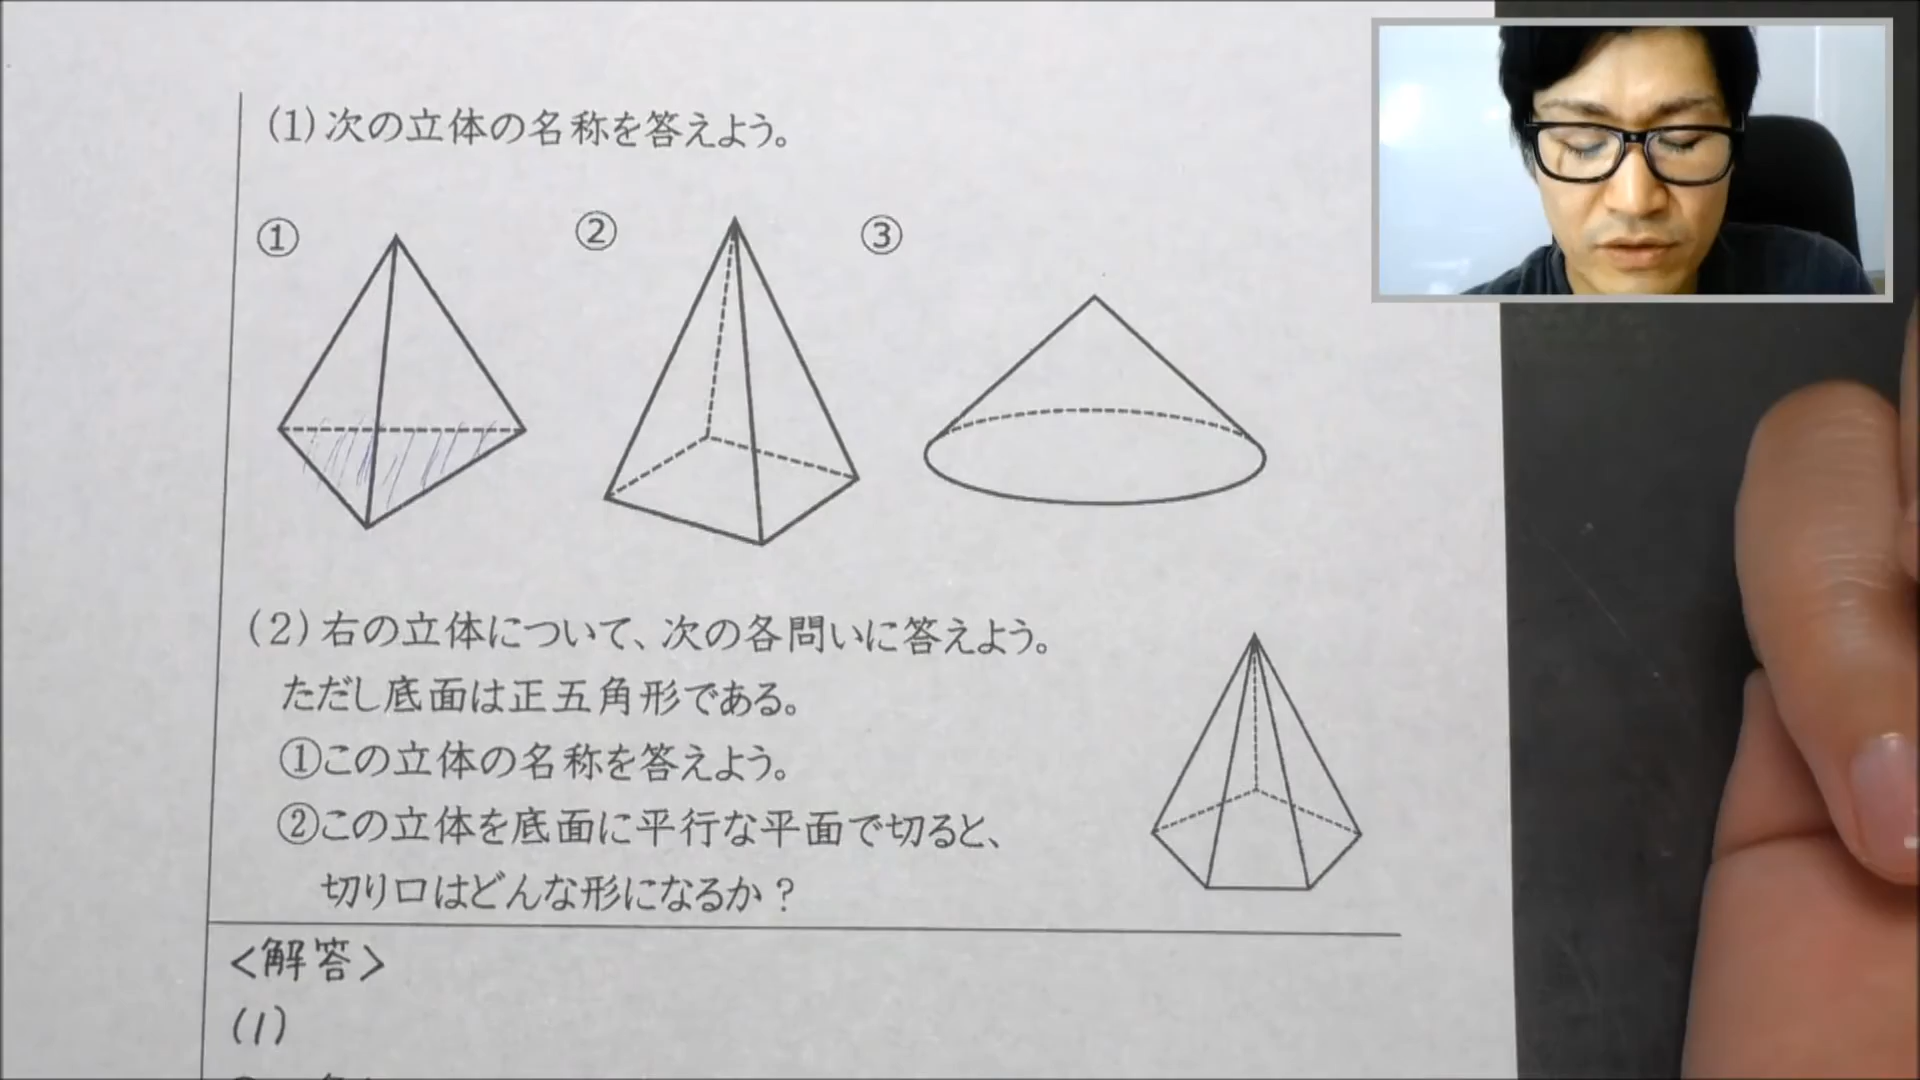 (1)次の立体の名称を答えよう。
① ② ③
(2)右の立体について、次の各問いに答えよう。
ただし底面は正五角形である。
①この立体の名称を答えよう。
②この立体を底面に平行な平面で切ると、
切り口はどんな形になるか？
<解答>
(1)